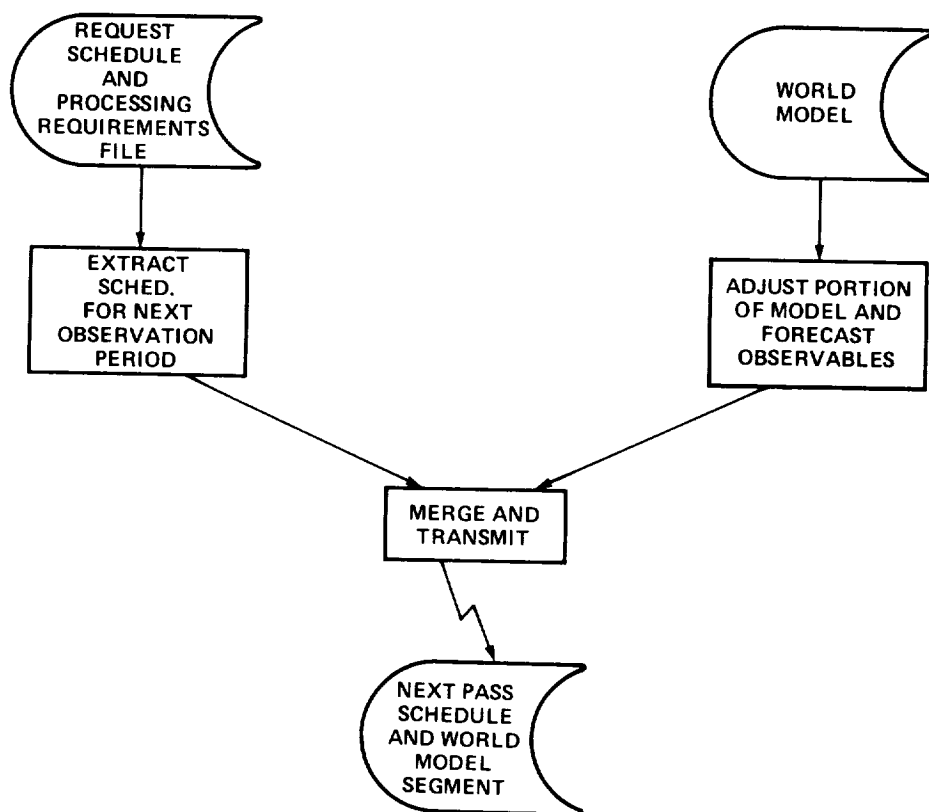 REQUEST
SCHEDULE
AND
PROCESSING
REQUIREMENTS
FILE
WORLD
MODEL
EXTRACT
SCHED.
FOR NEXT
OBSERVATION
PERIOD
ADJUST PORTION
OF MODEL AND
FORECAST
OBSERVABLES
MERGE AND
TRANSMIT
NEXT PASS
SCHEDULE
AND WORLD
MODEL
SEGMENT